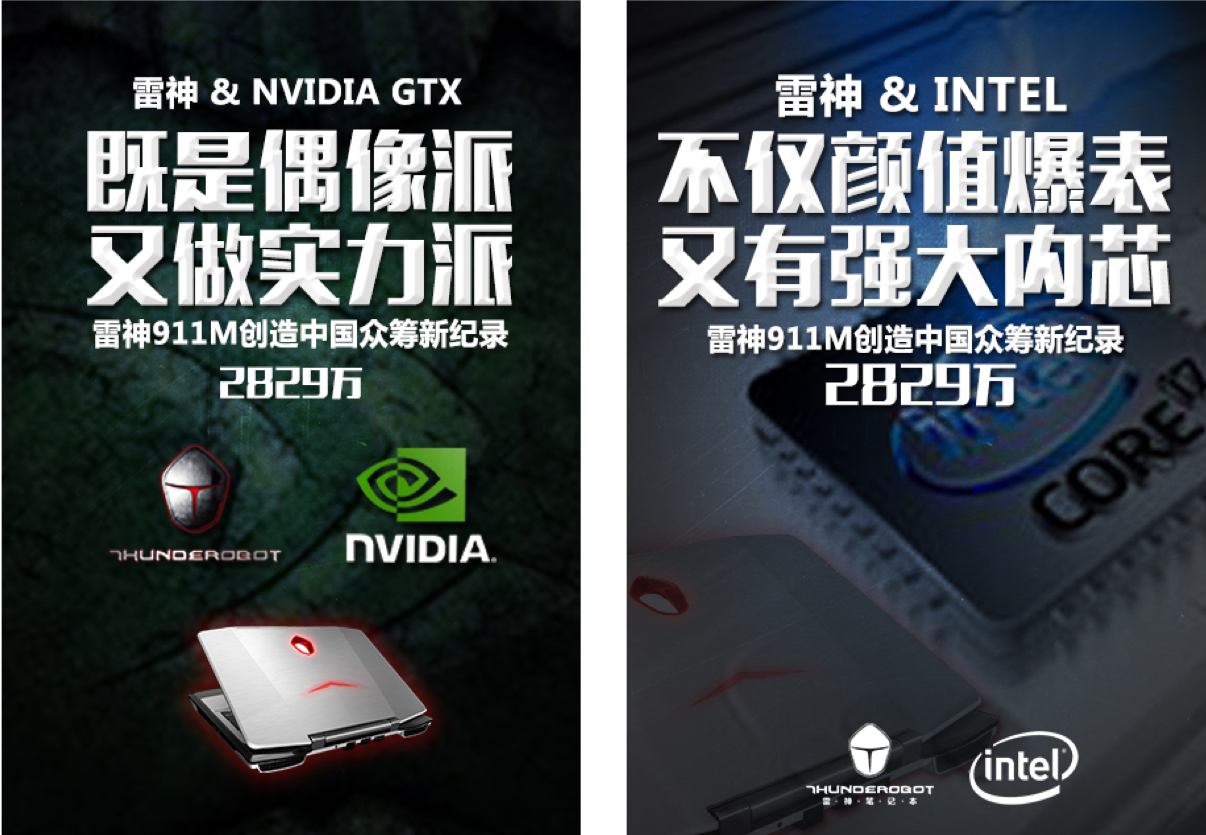 雷神 & NVIDIA GTX
既是偶像派
又做实力派
雷神911M创造中国众筹新纪录
2829万
THUNDEROBOT
NVIDIA.
雷神 & INTEL
不仅颜值爆表
又有强大内芯
雷神911M创造中国众筹新纪录
2829万
intel
CORE i7
THUNDEROBOT
雷·神·笔·记·本
intel